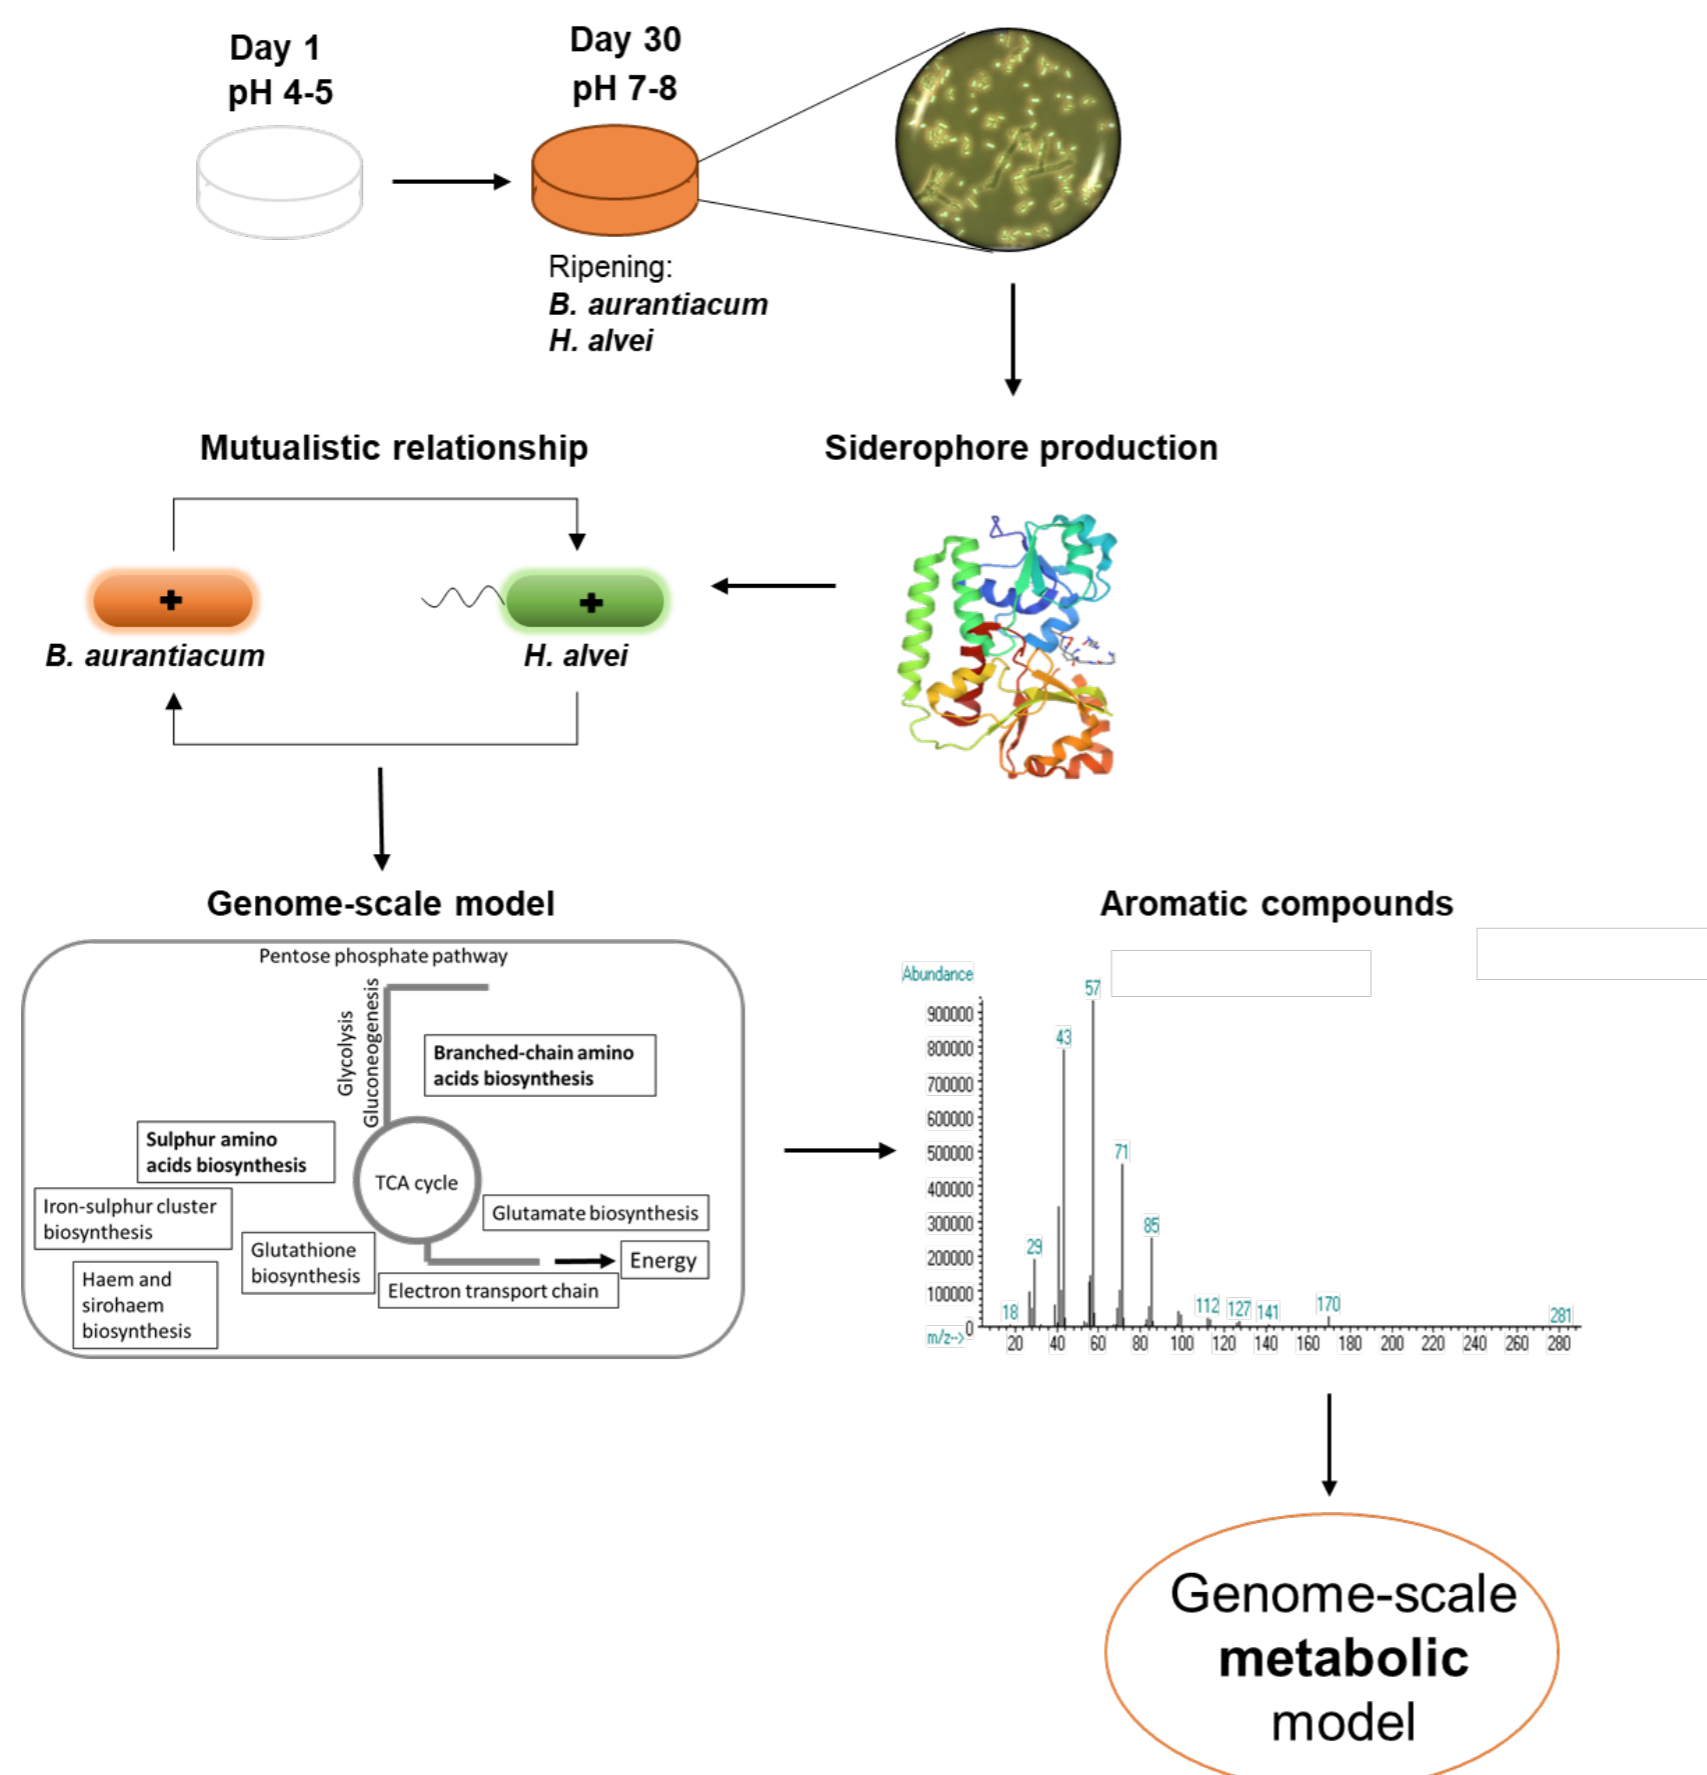 Day 1
pH 4-5
Day 30
pH 7-8
Ripening:
B. aurantiacum
H. alvei
Mutualistic relationship
Siderophore production
B. aurantiacum
H. alvei
Genome-scale model
Pentose phosphate pathway
Glycolysis
Gluconeogenesis
Branched-chain amino
acids biosynthesis
Sulphur amino
acids biosynthesis
TCA cycle
Iron-sulphur cluster
biosynthesis
Glutamate biosynthesis
Glutathione
biosynthesis
Energy
Haem and
sirohaem
biosynthesis
Electron transport chain
Aromatic compounds
Abundance
900000
800000
700000
600000
500000
400000
300000
200000
100000
0
m/z-->
57
43
71
85
29
18
112
127
141
170
281
20 40 60 80 100 120 140 160 180 200 220 240 260 280
Genome-scale
metabolic
model